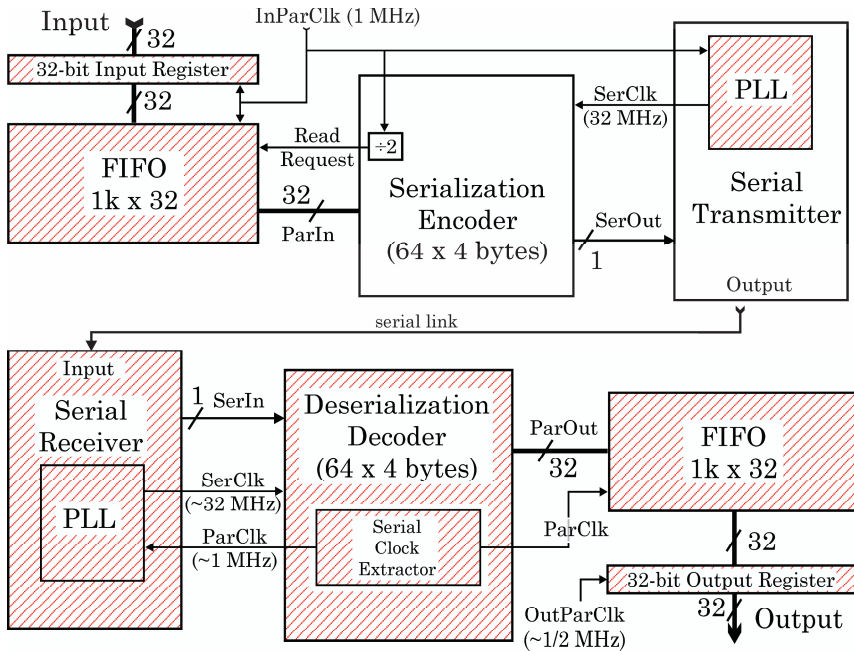 Input
InParClk (1 MHz)
32
32-bit Input Register
32
PLL
SerClk
(32 MHz)
Read
Request
÷2
FIFO
1k x 32
32
ParIn
Serialization
Encoder
(64 x 4 bytes)
SerOut
1
Serial
Transmitter
Output
serial link
Input
Serial
Receiver
1
SerIn
Deserialization
Decoder
(64 x 4 bytes)
ParOut
32
FIFO
1k x 32
PLL
SerClk
(~32 MHz)
ParClk
(~1 MHz)
Serial
Clock
Extractor
ParClk
32
32-bit Output Register
OutParClk
(~1/2 MHz)
32
Output